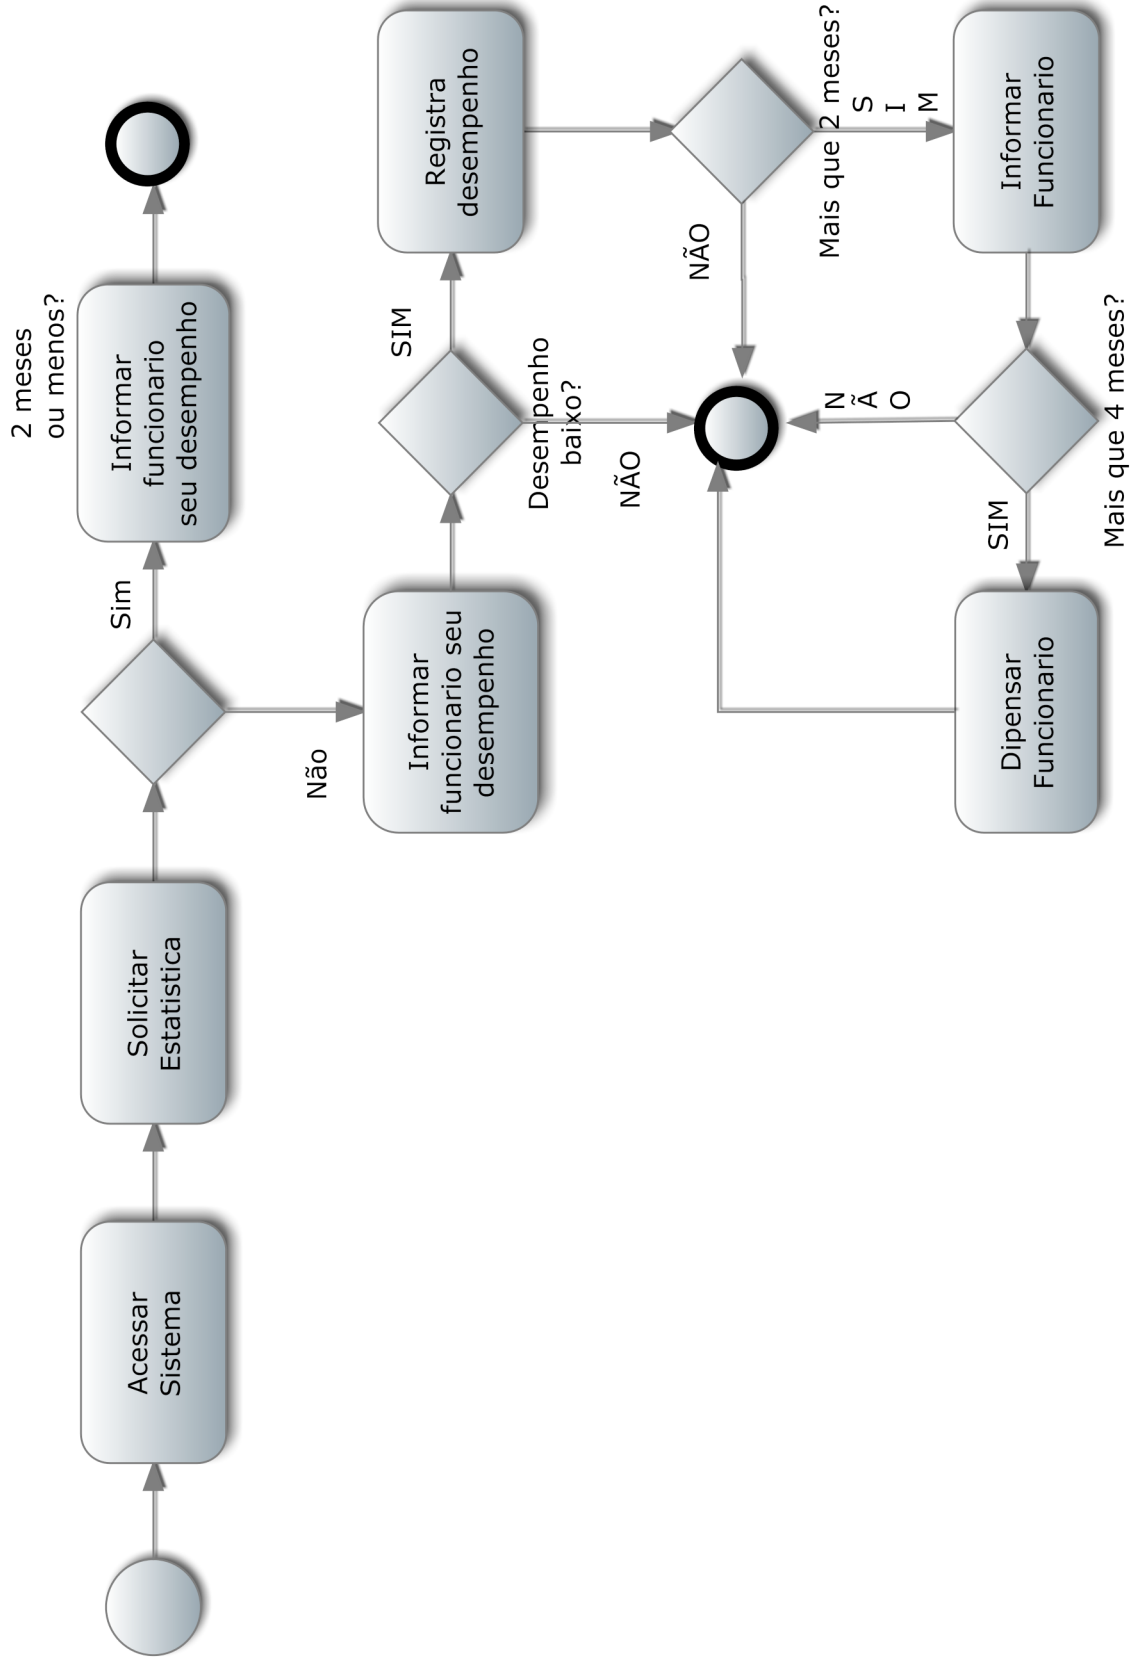 Acessar
Sistema
Solicitar
Estatistica
Sim
2 meses
ou menos?
Informar
funcionario
seu desempenho
Não
Informar
funcionario seu
desempenho
SIM
Desempenho
baixo?
NÃO
Registra
desempenho
NÃO
Mais que 2 meses?
S
I
M
Informar
Funcionario
N
Ã
O
SIM
Mais que 4 meses?
Dipensar
Funcionario